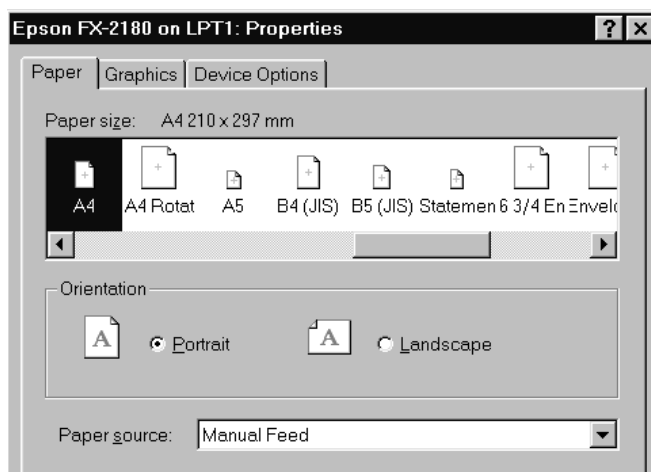 Epson FX-2180 on LPT1: Properties
Paper Graphics Device Options
Paper size: A4 210 x 297 mm
A4 A4 Rotat A5 B4 (JIS) B5 (JIS) Statemen 6 3/4 En Envelo
Orientation
A Portrait A Landscape
Paper source: Manual Feed